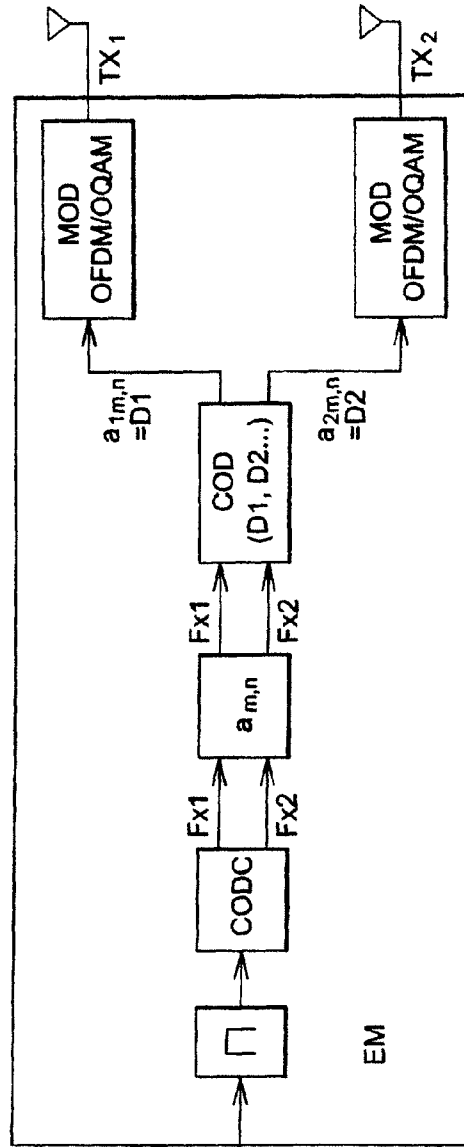 EM
⊓
CODC
Fx1
Fx2
a m,n
Fx1
Fx2
COD
(D1, D2...)
a1m,n
=D1
a2m,n
=D2
MOD
OFDM/OQAM
MOD
OFDM/OQAM
TX1
TX2